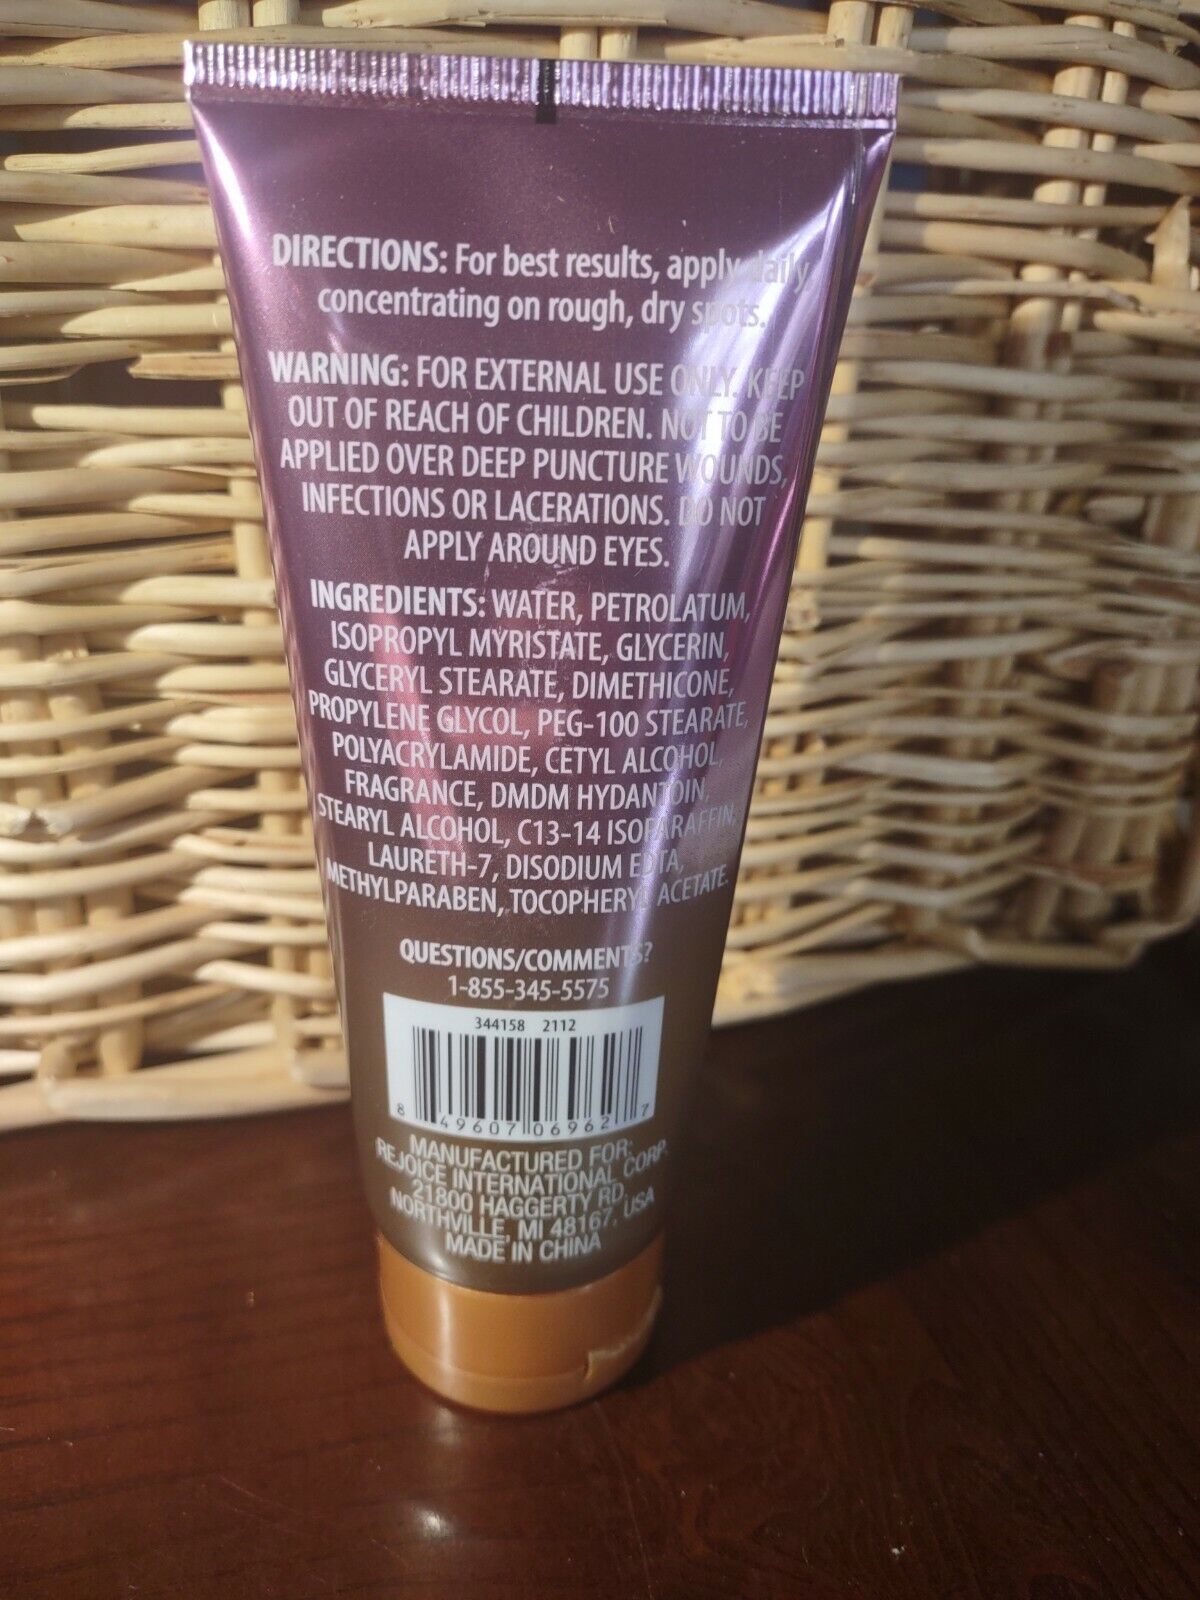 DIRECTIONS: For best results, apply daily
concentrating on rough, dry spots.
WARNING: FOR EXTERNAL USE ONLY. KEEP
OUT OF REACH OF CHILDREN. NOT TO BE
APPLIED OVER DEEP PUNCTURE WOUNDS,
INFECTIONS OR LACERATIONS. DO NOT
APPLY AROUND EYES.
INGREDIENTS: WATER, PETROLATUM,
ISOPROPYL MYRISTATE, GLYCERIN,
GLYCERYL STEARATE, DIMETHICONE,
PROPYLENE GLYCOL, PEG-100 STEARATE,
POLYACRYLAMIDE, CETYL ALCOHOL,
FRAGRANCE, DMDM HYDANTOIN,
STEARYL ALCOHOL, C13-14 ISOPARAFFIN,
LAURETH-7, DISODIUM EDTA,
METHYLPARABEN, TOCOPHERYL ACETATE.
QUESTIONS/COMMENTS?
1-855-345-5575
344158 2112
8 49607 06962 7
MANUFACTURED FOR:
REJOICE INTERNATIONAL CORP.
21800 HAGGERTY RD.
NORTHVILLE, MI 48167, USA
MADE IN CHINA